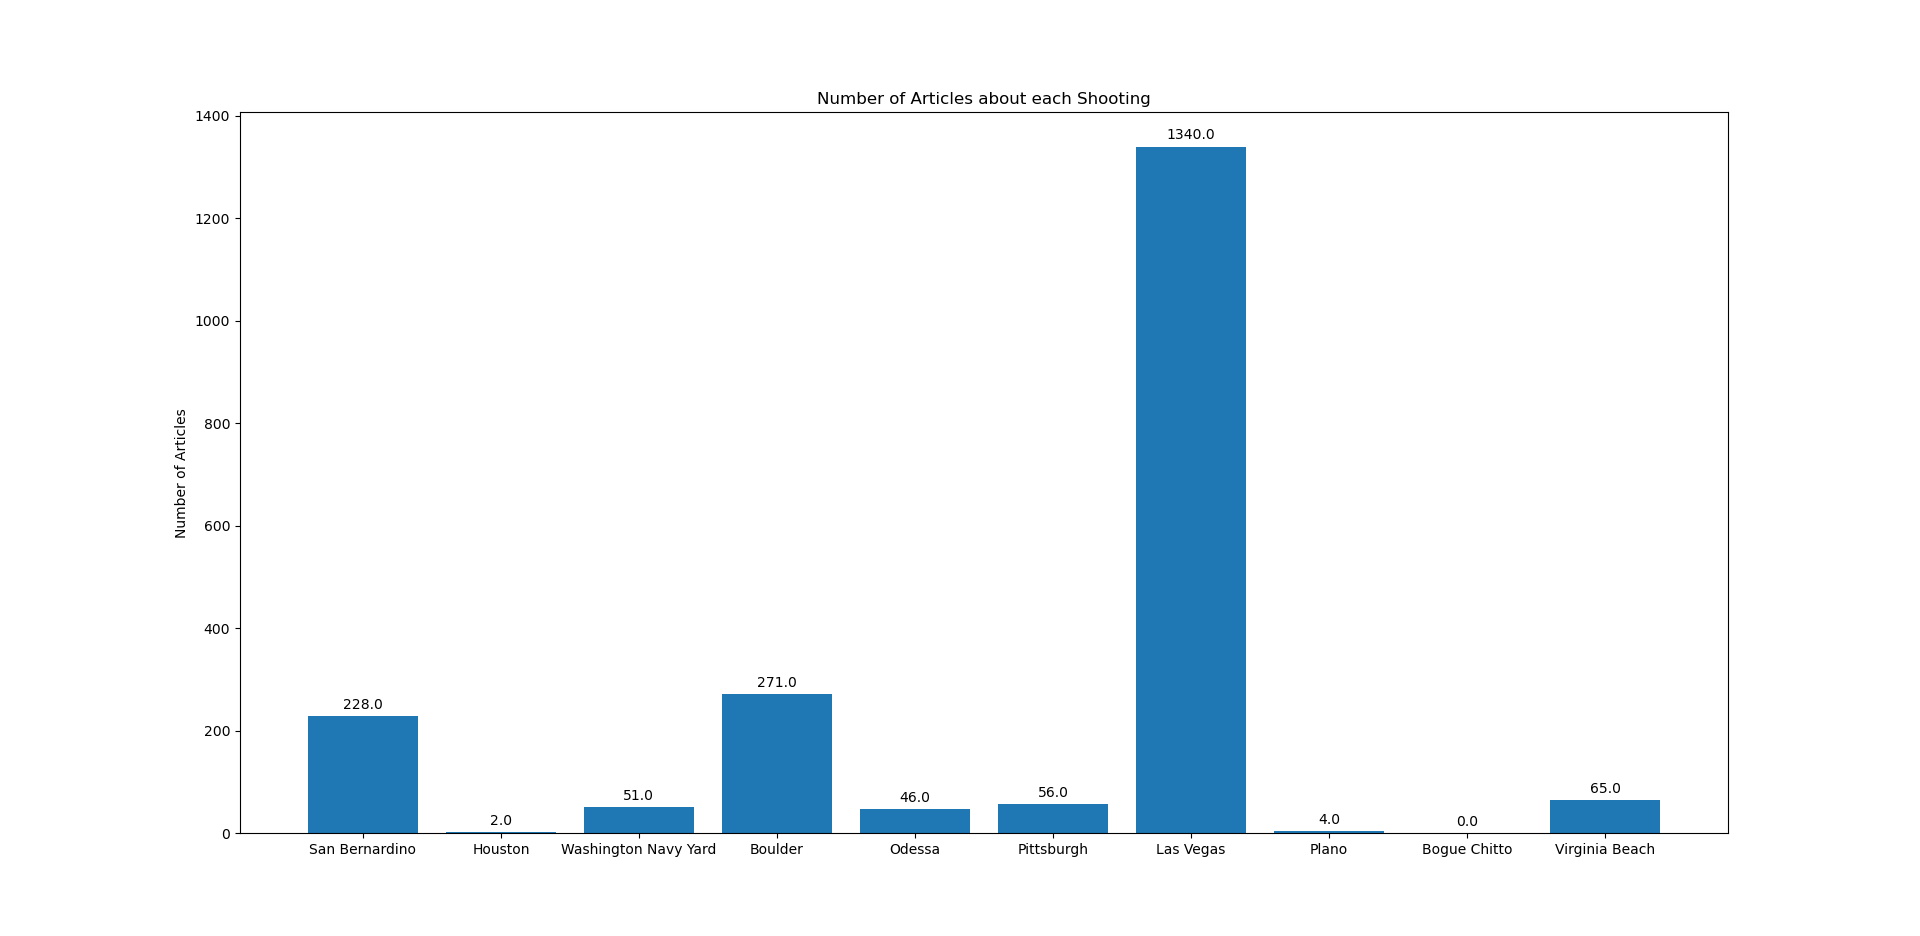 Number of Articles about each Shooting
1400
1200
1000
800
600
400
200
0
Number of Articles
228.0
2.0
51.0
271.0
46.0
56.0
1340.0
4.0
0.0
65.0
San Bernardino
Houston
Washington Navy Yard
Boulder
Odessa
Pittsburgh
Las Vegas
Plano
Bogue Chitto
Virginia Beach